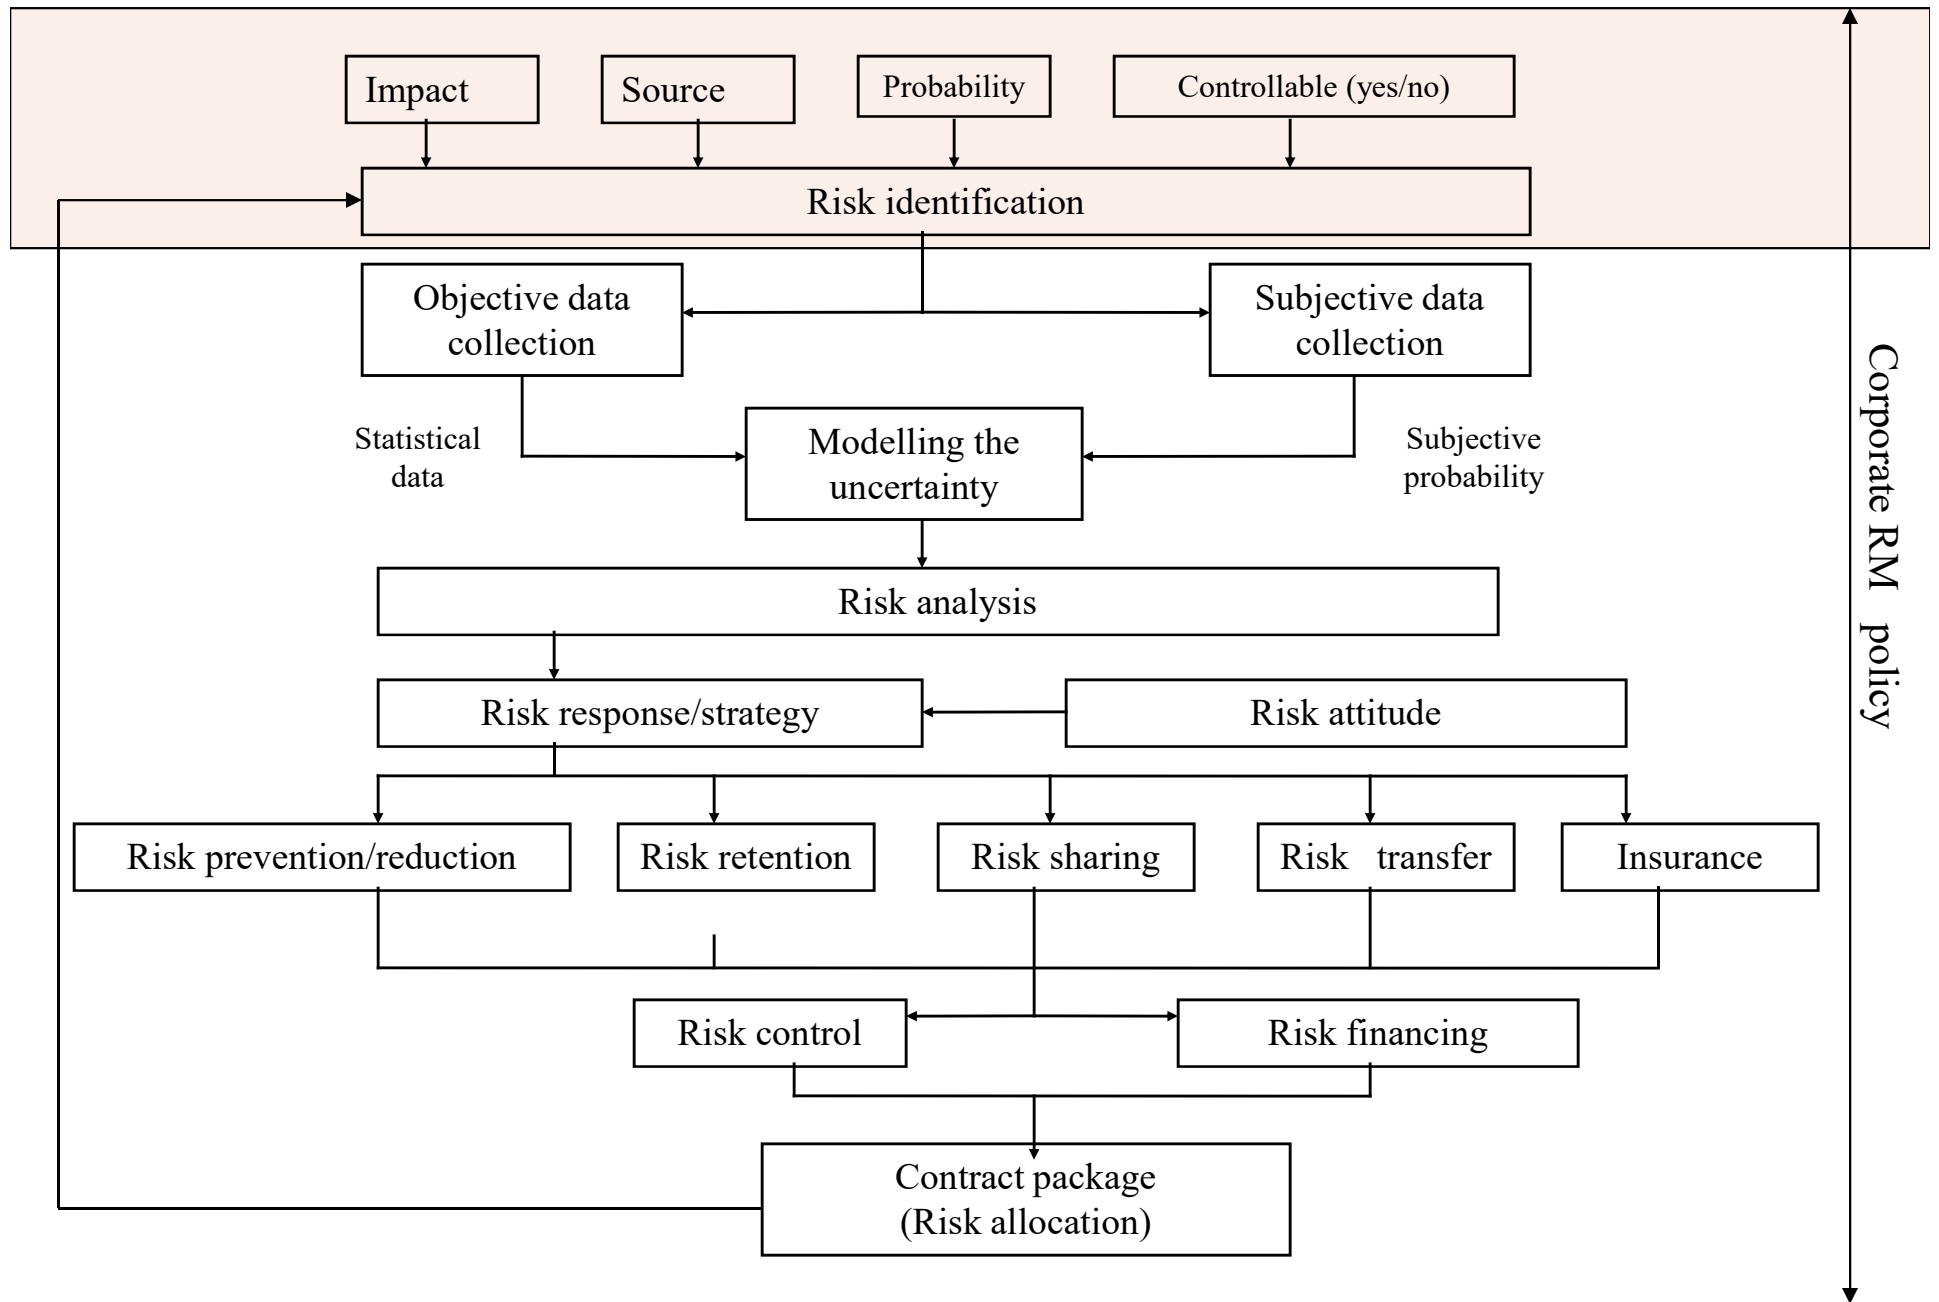 Impact
Source
Probability
Controllable (yes/no)
Risk identification
Objective data
collection
Subjective data
collection
Statistical
data
Modelling the
uncertainty
Subjective
probability
Risk analysis
Risk response/strategy
Risk attitude
Risk prevention/reduction
Risk retention
Risk sharing
Risk transfer
Insurance
Risk control
Risk financing
Contract package
(Risk allocation)
Corporate RM policy